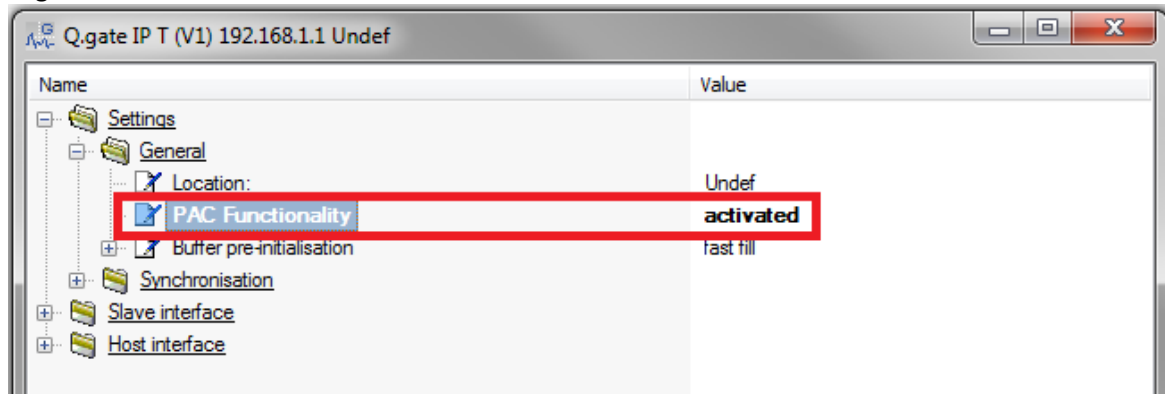 Q.gate IP T (V1) 192.168.1.1 Undef
Name Value
Settings
General
Location: Undef
PAC Functionality activated
Buffer pre-initialisation fast fill
Synchronisation
Slave interface
Host interface